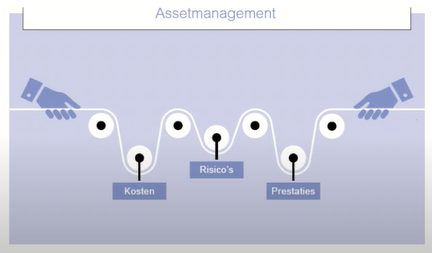 Assetmanagement
Risico's
Kosten
Prestaties